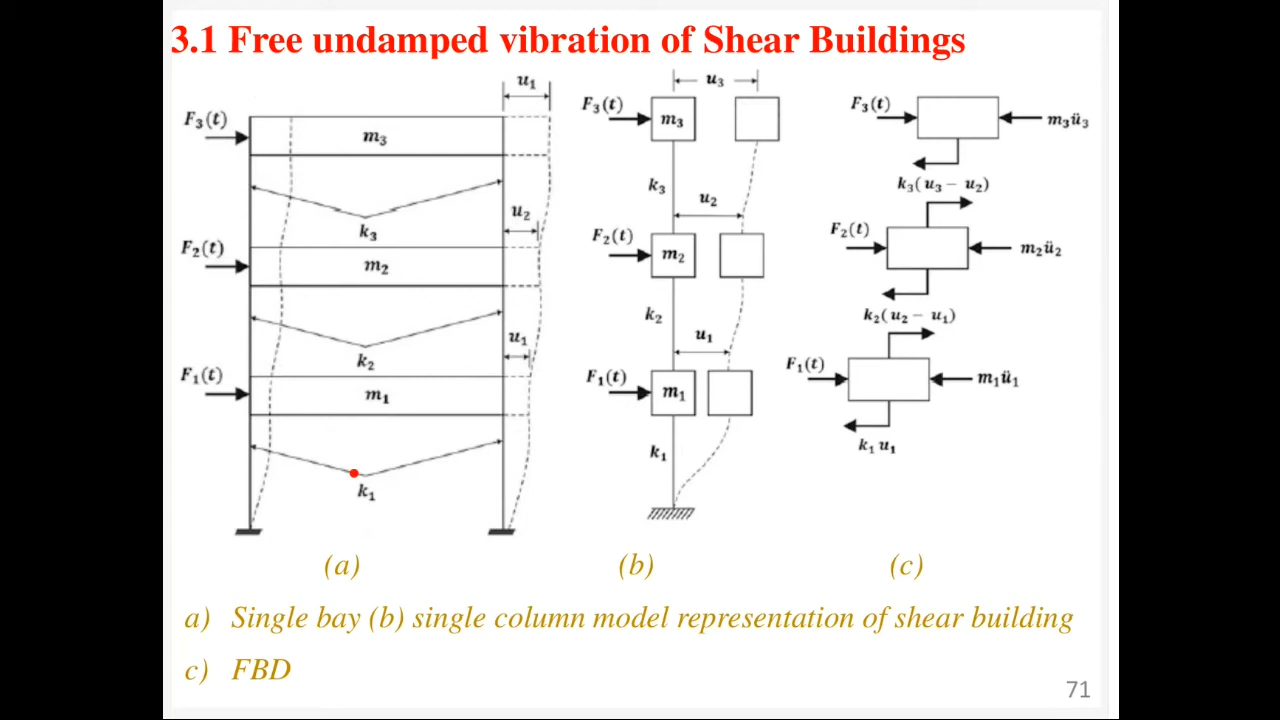 3.1 Free undamped vibration of Shear Buildings
u₁
F₃(t)
m₃
k₃
u₂
F₂(t)
m₂
k₂
u₁
F₁(t)
m₁
k₁
(a)
u₃
F₃(t)
m₃
k₃
u₂
F₂(t)
m₂
k₂
u₁
F₁(t)
m₁
k₁
(b)
F₃(t)
m₃ü₃
k₃( u₃ − u₂)
F₂(t)
m₂ü₂
k₂( u₂ − u₁)
F₁(t)
m₁ü₁
k₁ u₁
(c)
a) Single bay (b) single column model representation of shear building
c) FBD
71